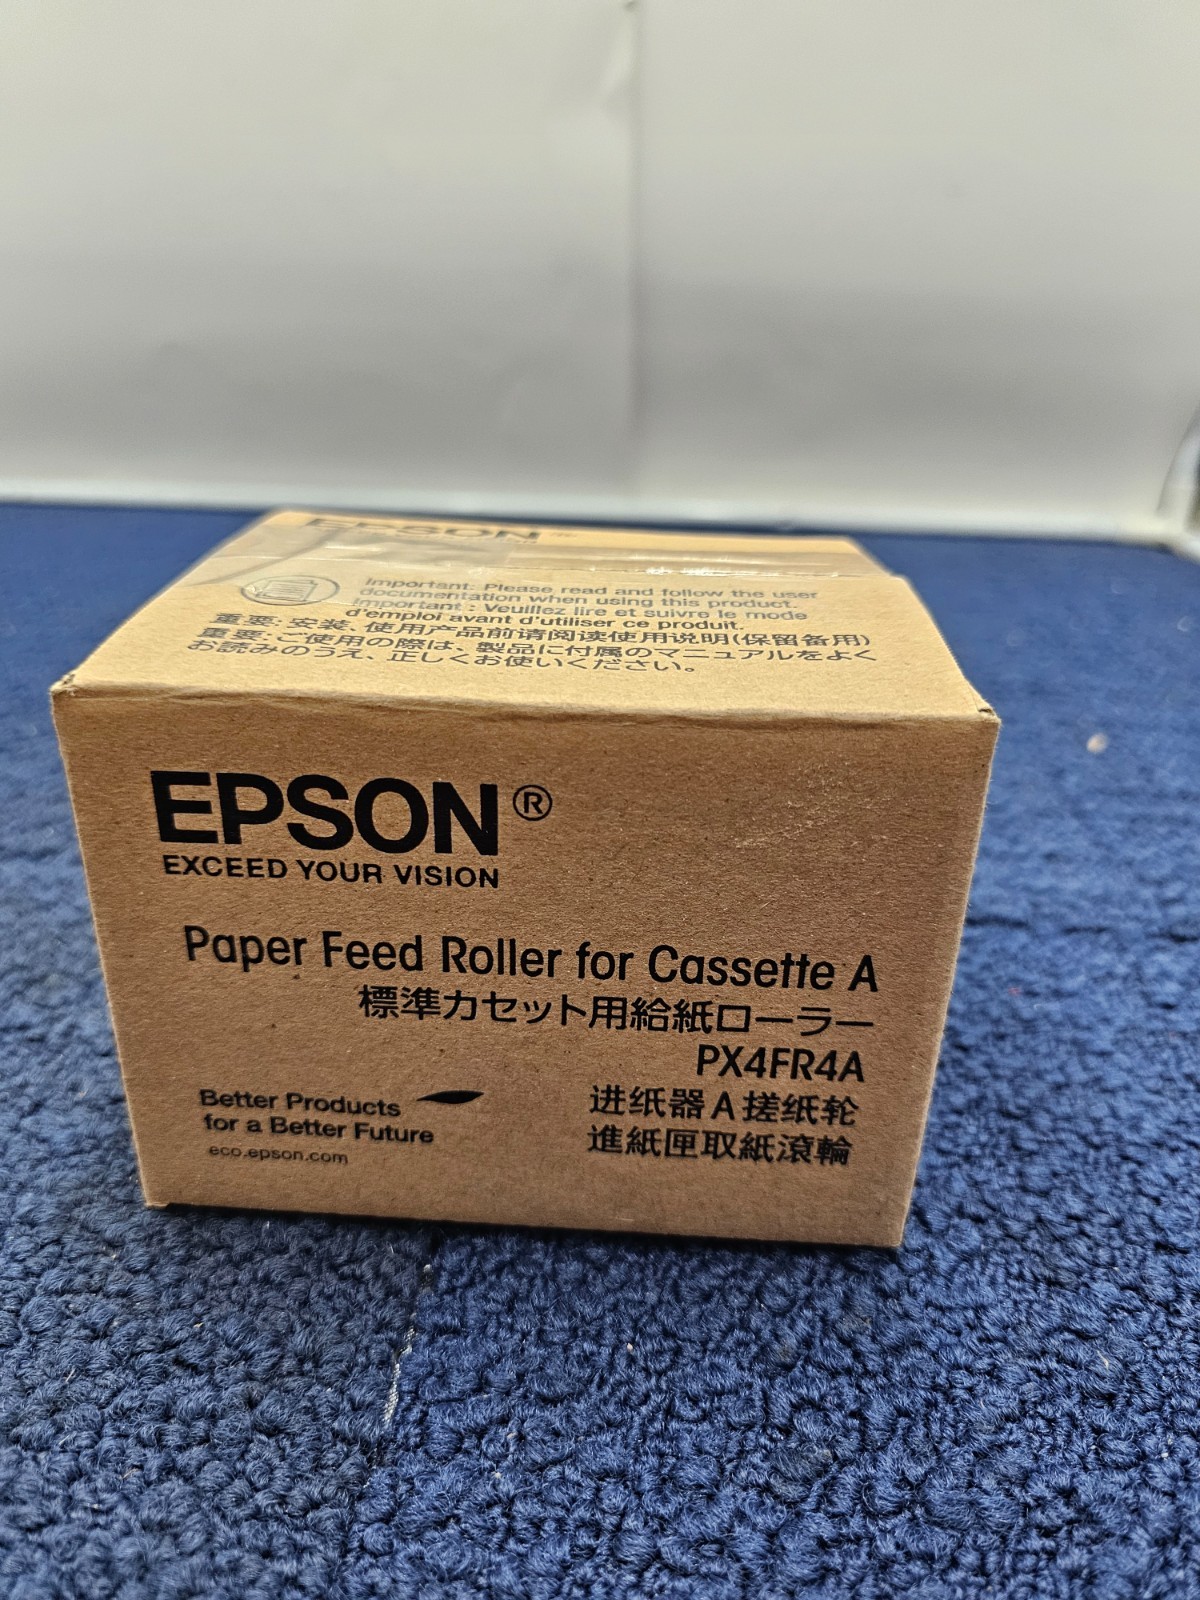 EPSON
Important: Please read and follow the user
documentation when using this product.
Important : Veuillez lire et suivre le mode
d'emploi avant d'utiliser ce produit.
重要: 安装、使用产品前请阅读使用说明(保留备用)
重要: ご使用の際は、製品に付属のマニュアルをよく
お読みのうえ、正しくお使いください。
EPSON®
EXCEED YOUR VISION
Paper Feed Roller for Cassette A
標準カセット用給紙ローラー
PX4FR4A
进纸器A搓纸轮
進紙匣取紙滾輪
Better Products
for a Better Future
eco.epson.com